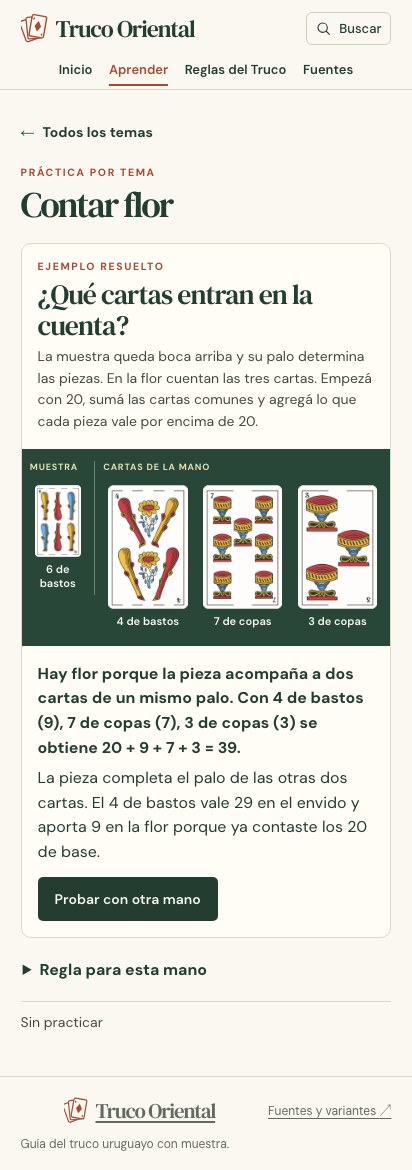 Truco Oriental
Buscar
Inicio Aprender Reglas del Truco Fuentes
← Todos los temas
PRÁCTICA POR TEMA
Contar flor
EJEMPLO RESUELTO
¿Qué cartas entran en la
cuenta?
La muestra queda boca arriba y su palo determina
las piezas. En la flor cuentan las tres cartas. Empezá
con 20, sumá las cartas comunes y agregá lo que
cada pieza vale por encima de 20.
MUESTRA
6 de
bastos
CARTAS DE LA MANO
4 de bastos
7 de copas
3 de copas
Hay flor porque la pieza acompaña a dos
cartas de un mismo palo. Con 4 de bastos
(9), 7 de copas (7), 3 de copas (3) se
obtiene 20 + 9 + 7 + 3 = 39.
La pieza completa el palo de las otras dos
cartas. El 4 de bastos vale 29 en el envido y
aporta 9 en la flor porque ya contaste los 20
de base.
Probar con otra mano
▶ Regla para esta mano
Sin practicar
Truco Oriental
Fuentes y variantes ↗
Guía del truco uruguayo con muestra.